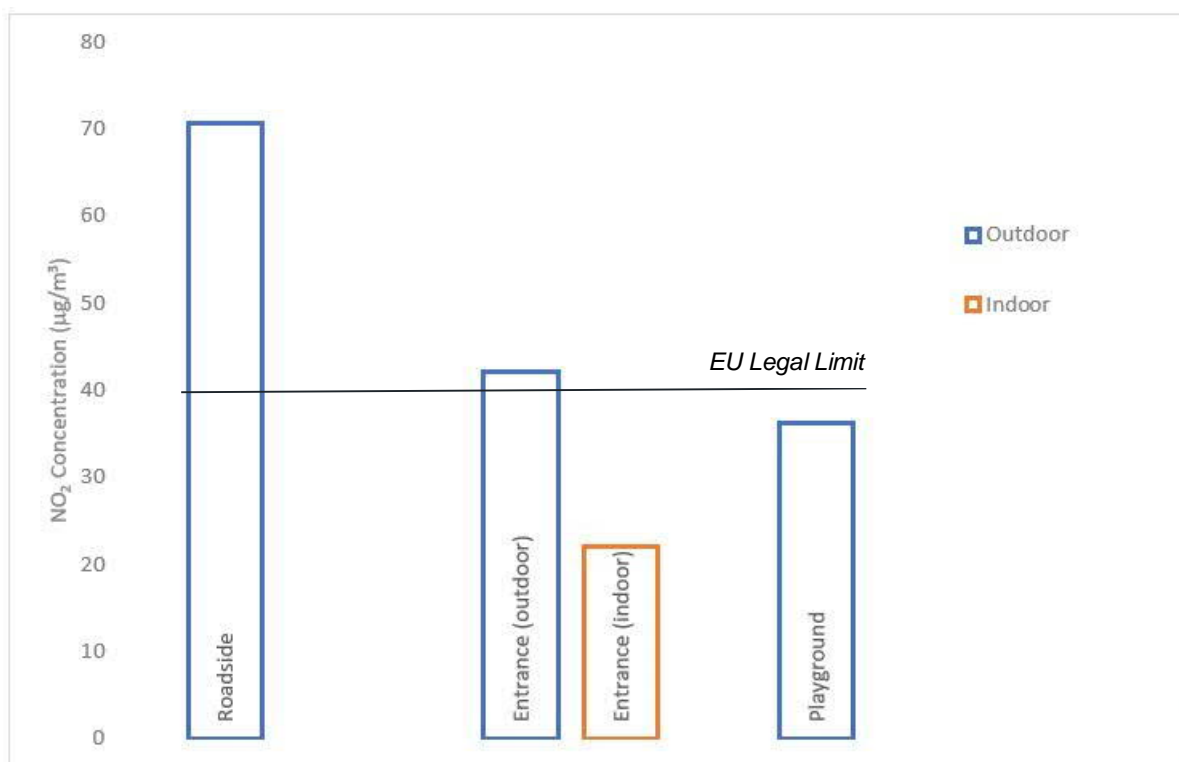 80
70
60
50
40
30
20
10
0
NO₂ Concentration (µg/m³)
Roadside
Entrance (outdoor)
Entrance (indoor)
Playground
EU Legal Limit
Outdoor
Indoor